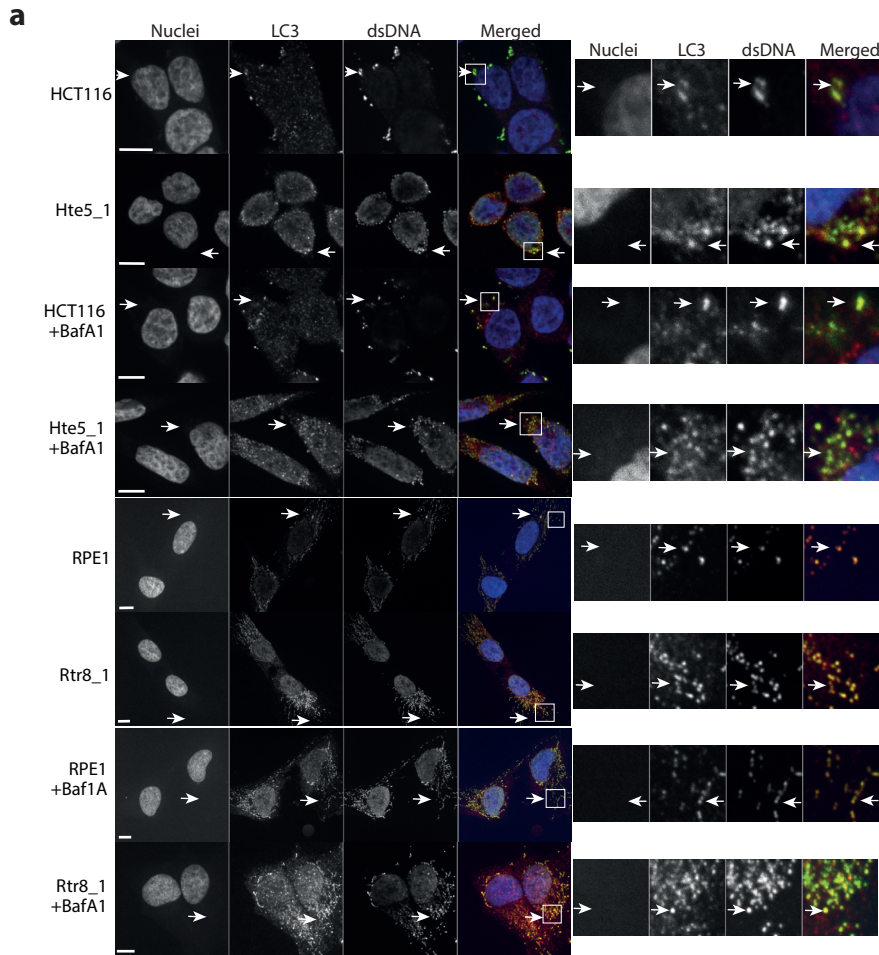 a
Nuclei LC3 dsDNA Merged
Nuclei LC3 dsDNA Merged
HCT116
Hte5_1
HCT116
+BafA1
Hte5_1
+BafA1
RPE1
Rtr8_1
RPE1
+Baf1A
Rtr8_1
+BafA1